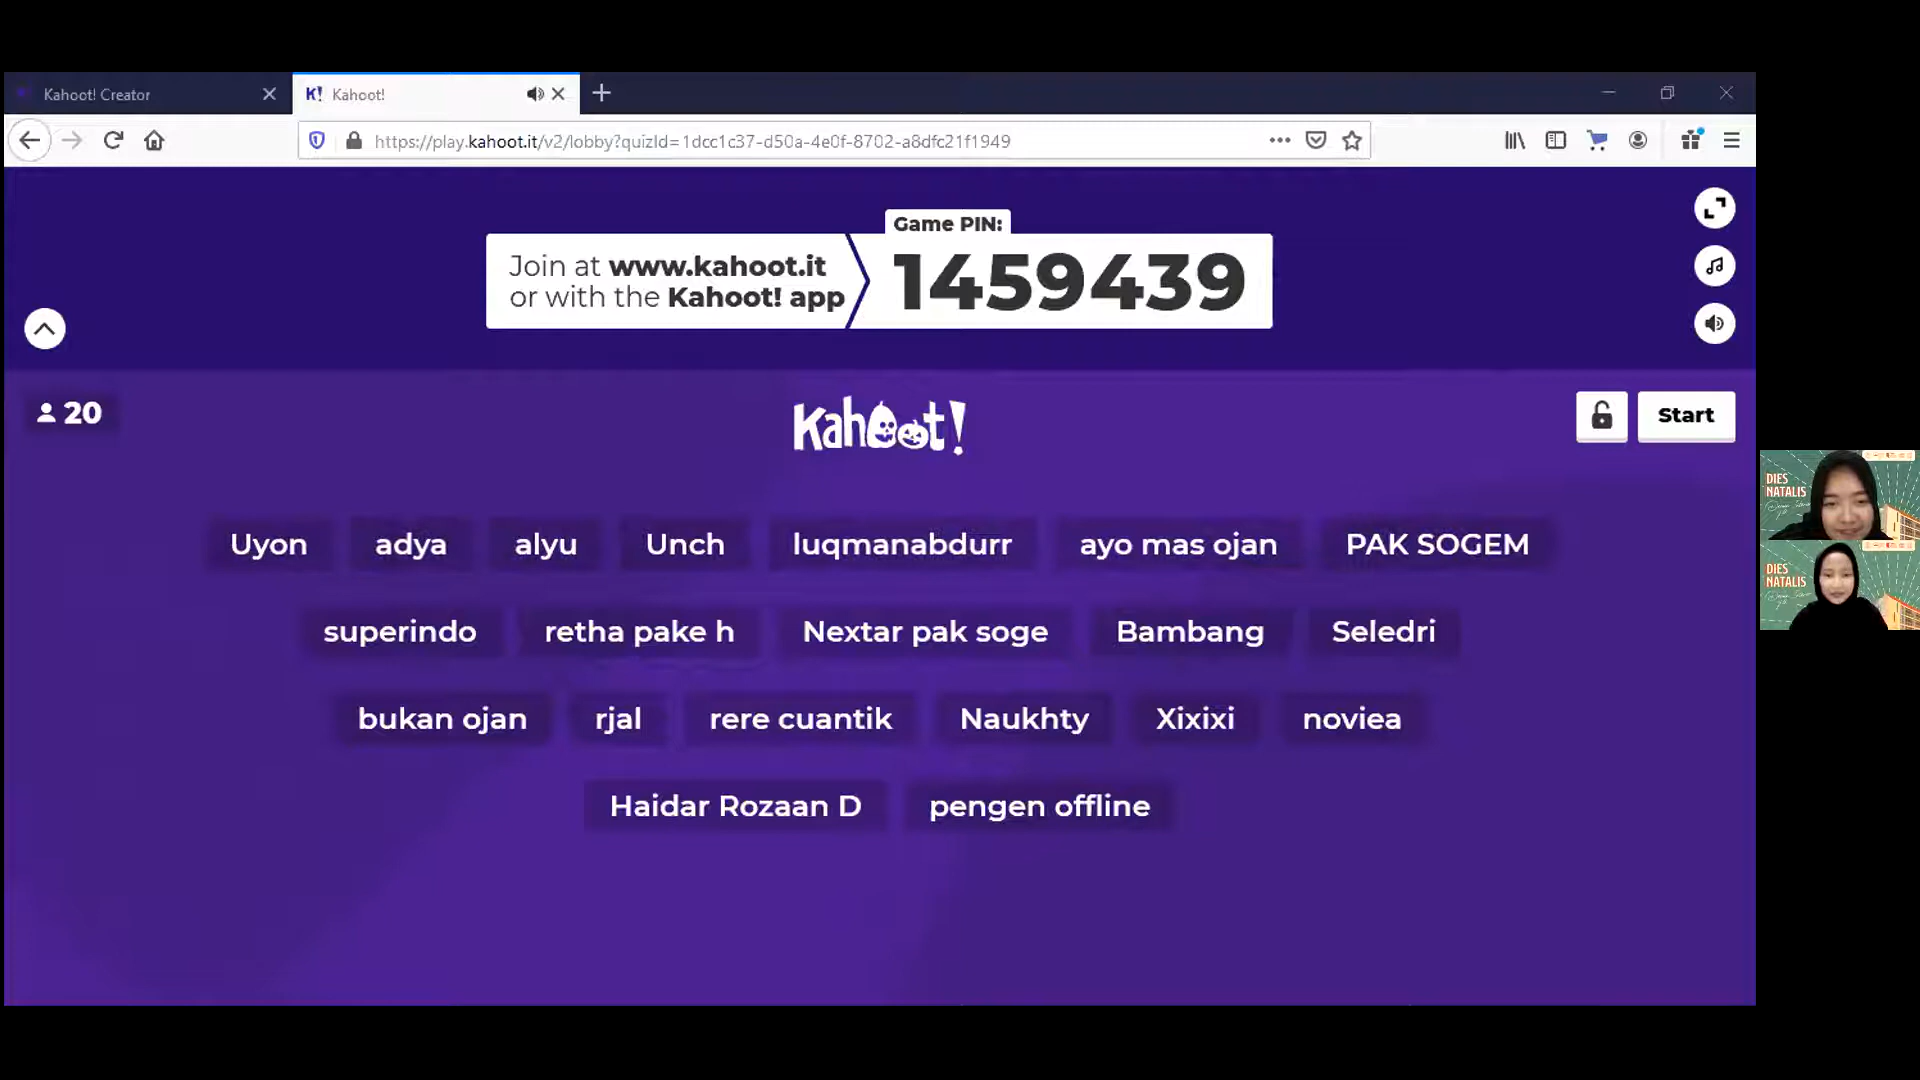 Kahoot! Creator
K! Kahoot!
https://play.kahoot.it/v2/lobby?quizId=1dcc1c37-d50a-4e0f-8702-a8dfc21f1949
Game PIN:
Join at www.kahoot.it
or with the Kahoot! app
1459439
20
Kahoot!
Start
Uyon adya alyu Unch luqmanabdurr ayo mas ojan PAK SOGEM
superindo retha pake h Nextar pak soge Bambang Seledri
bukan ojan rjal rere cuantik Naukhty Xixixi noviea
Haidar Rozaan D pengen offline
DIES
NATALIS
DIES
NATALIS